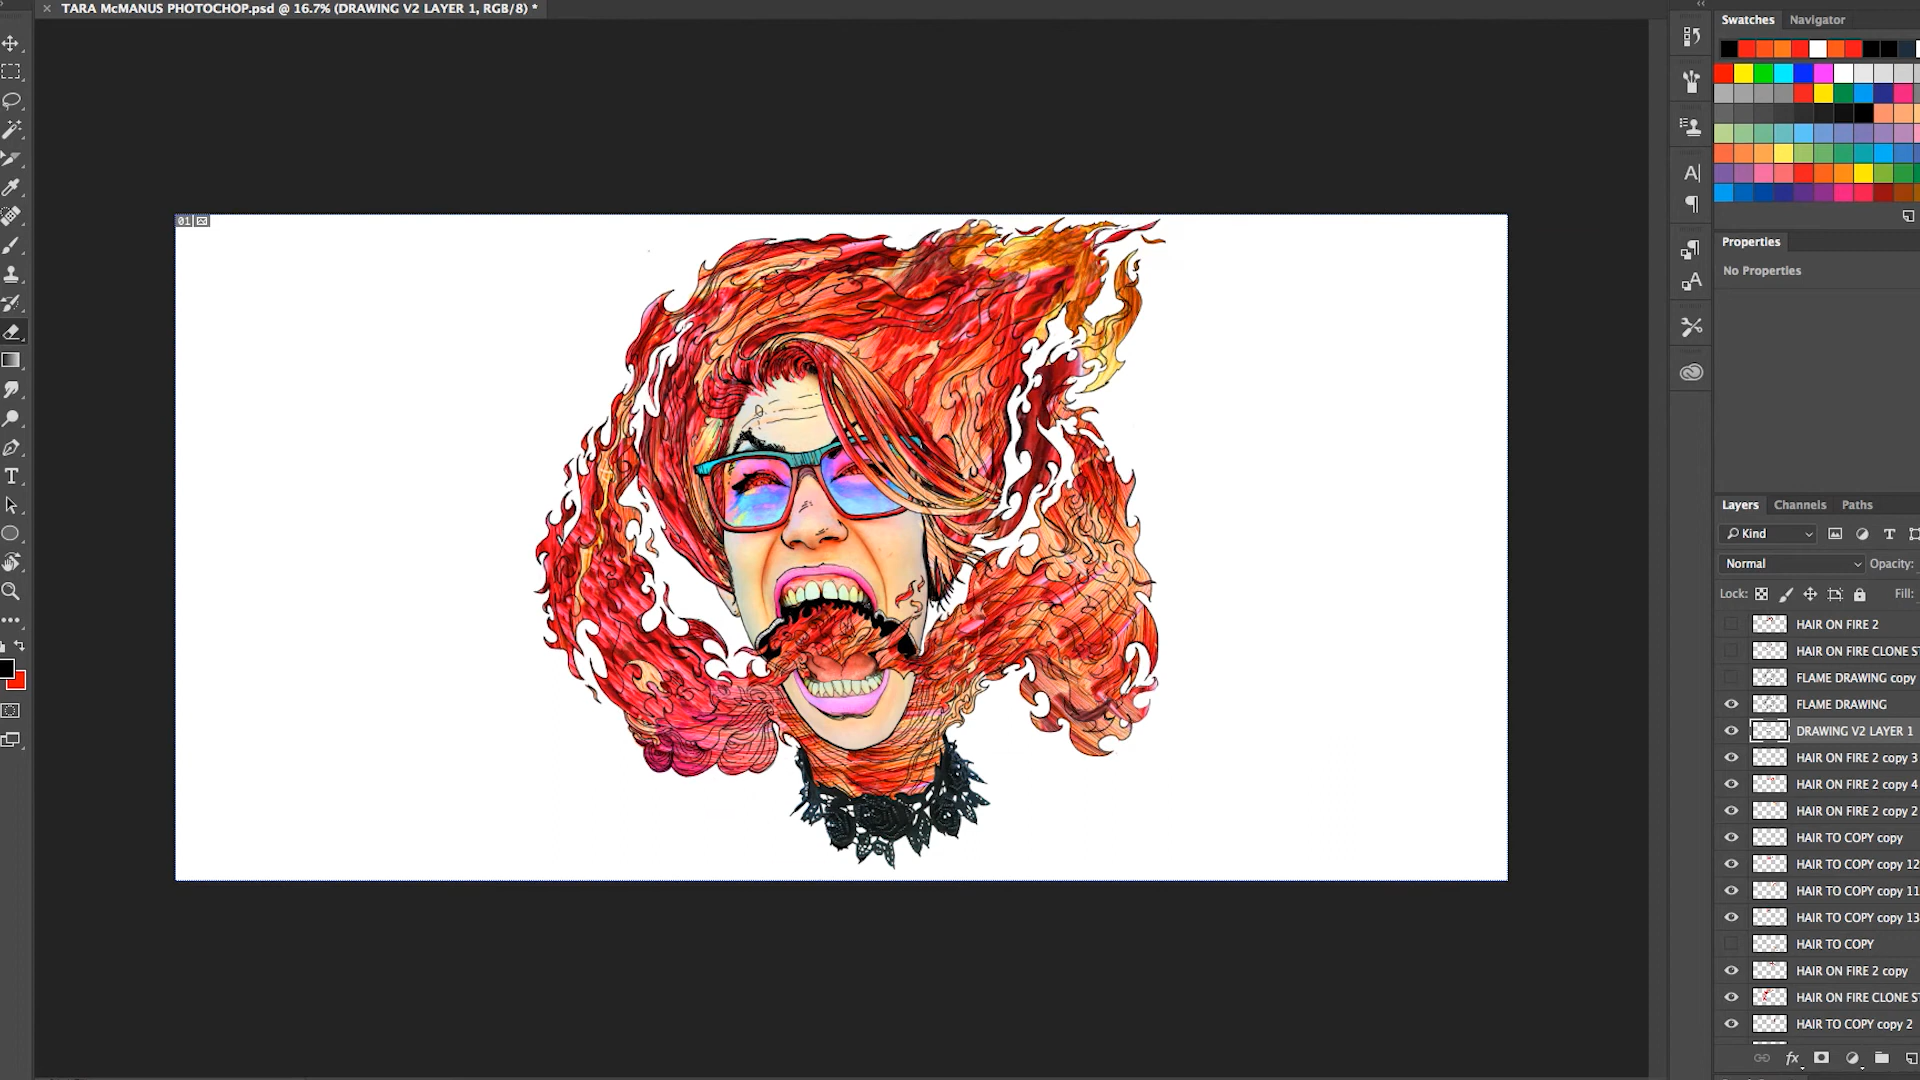 TARA McMANUS PHOTOCHOP.psd @ 16.7% (DRAWING V2 LAYER 1, RGB/8) *
Swatches Navigator
01
Properties
No Properties
Layers Channels Paths
Kind
Normal Opacity:
Lock: Fill:
HAIR ON FIRE 2
HAIR ON FIRE CLONE ST
FLAME DRAWING copy
FLAME DRAWING
DRAWING V2 LAYER 1
HAIR ON FIRE 2 copy 3
HAIR ON FIRE 2 copy 4
HAIR ON FIRE 2 copy 2
HAIR TO COPY copy
HAIR TO COPY copy 12
HAIR TO COPY copy 11
HAIR TO COPY copy 13
HAIR TO COPY
HAIR ON FIRE 2 copy
HAIR ON FIRE CLONE ST
HAIR TO COPY copy 2
fx